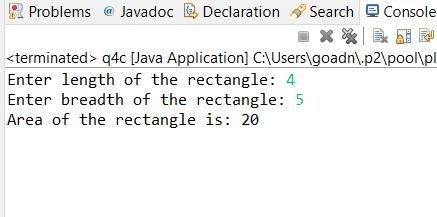 Problems @ Javadoc Declaration Search Console
<terminated> q4c [Java Application] C:\Users\goadn\.p2\pool\pl
Enter length of the rectangle: 4
Enter breadth of the rectangle: 5
Area of the rectangle is: 20